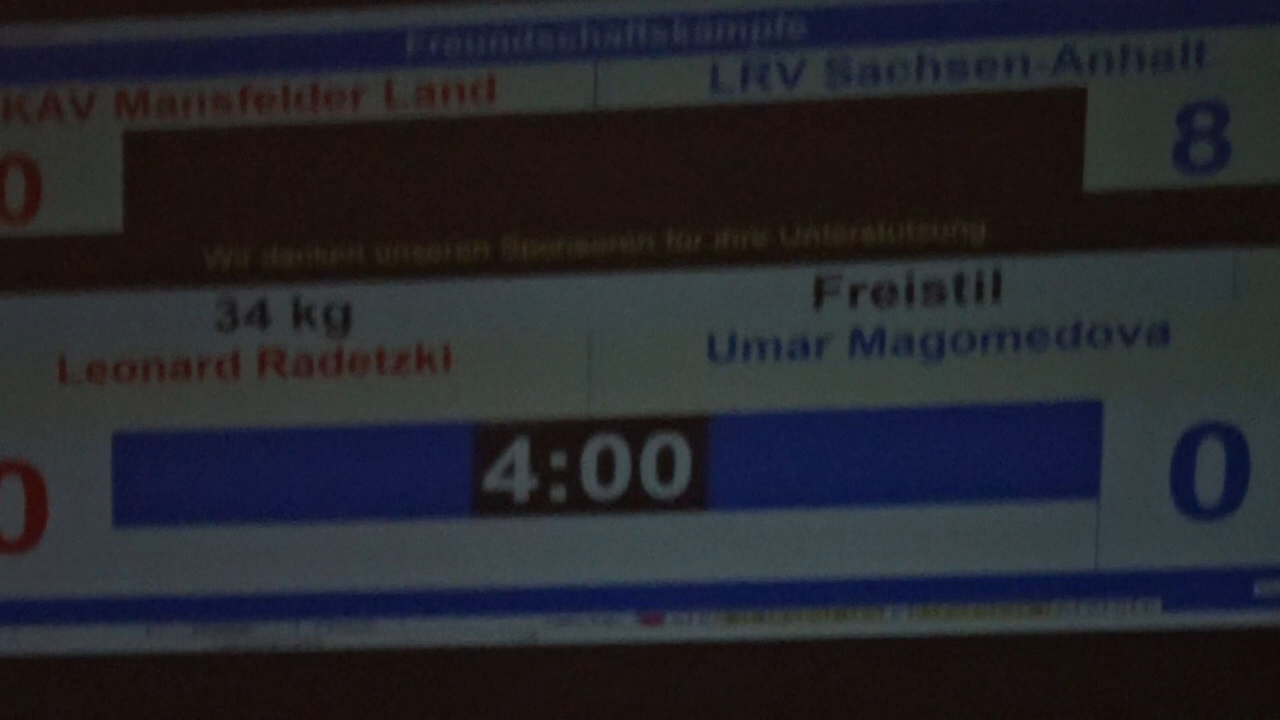 Freundschaftskämpfe
KAV Mansfelder Land
LRV Sachsen-Anhalt
0
8
Wir danken unseren Sponsoren für ihre Unterstützung
34 kg
Freistil
Leonard Radetzki
Umar Magomedova
0
4:00
0